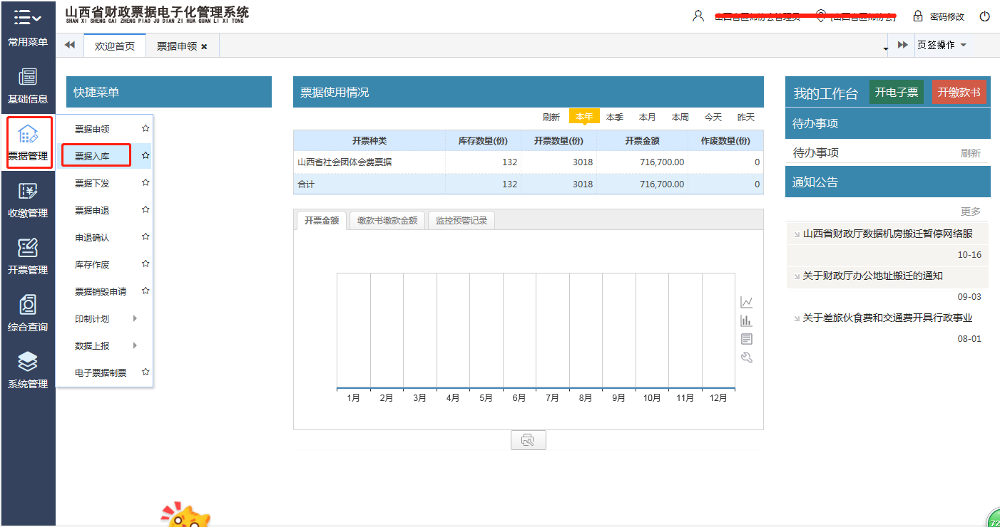 山西省财政票据电子化管理系统
SHAN XI SHENG CAI ZHENG PIAO JU DIAN ZI HUA GUAN LI XI TONG
密码修改
常用菜单
基础信息
票据管理
收缴管理
开票管理
综合查询
系统管理
欢迎首页
票据申领
页签操作
快捷菜单
票据申领
票据入库
票据下发
票据申退
申退确认
库存作废
票据销毁申请
印制计划
数据上报
电子票据制票
票据使用情况
刷新 本年 本季 本月 本周 今天 昨天
开票种类 库存数量(份) 开票数量(份) 开票金额 作废数量(份)
山西省社会团体会费票据 132 3018 716,700.00 0
合计 132 3018 716,700.00 0
开票金额 缴款书缴款金额 监控预警记录
1月 2月 3月 4月 5月 6月 7月 8月 9月 10月 11月 12月
我的工作台 开电子票 开缴款书
待办事项
待办事项 刷新
通知公告
更多
山西省财政厅数据机房搬迁暂停网络服
10-16
关于财政厅办公地址搬迁的通知
09-03
关于差旅伙食费和交通费开具行政事业
08-01